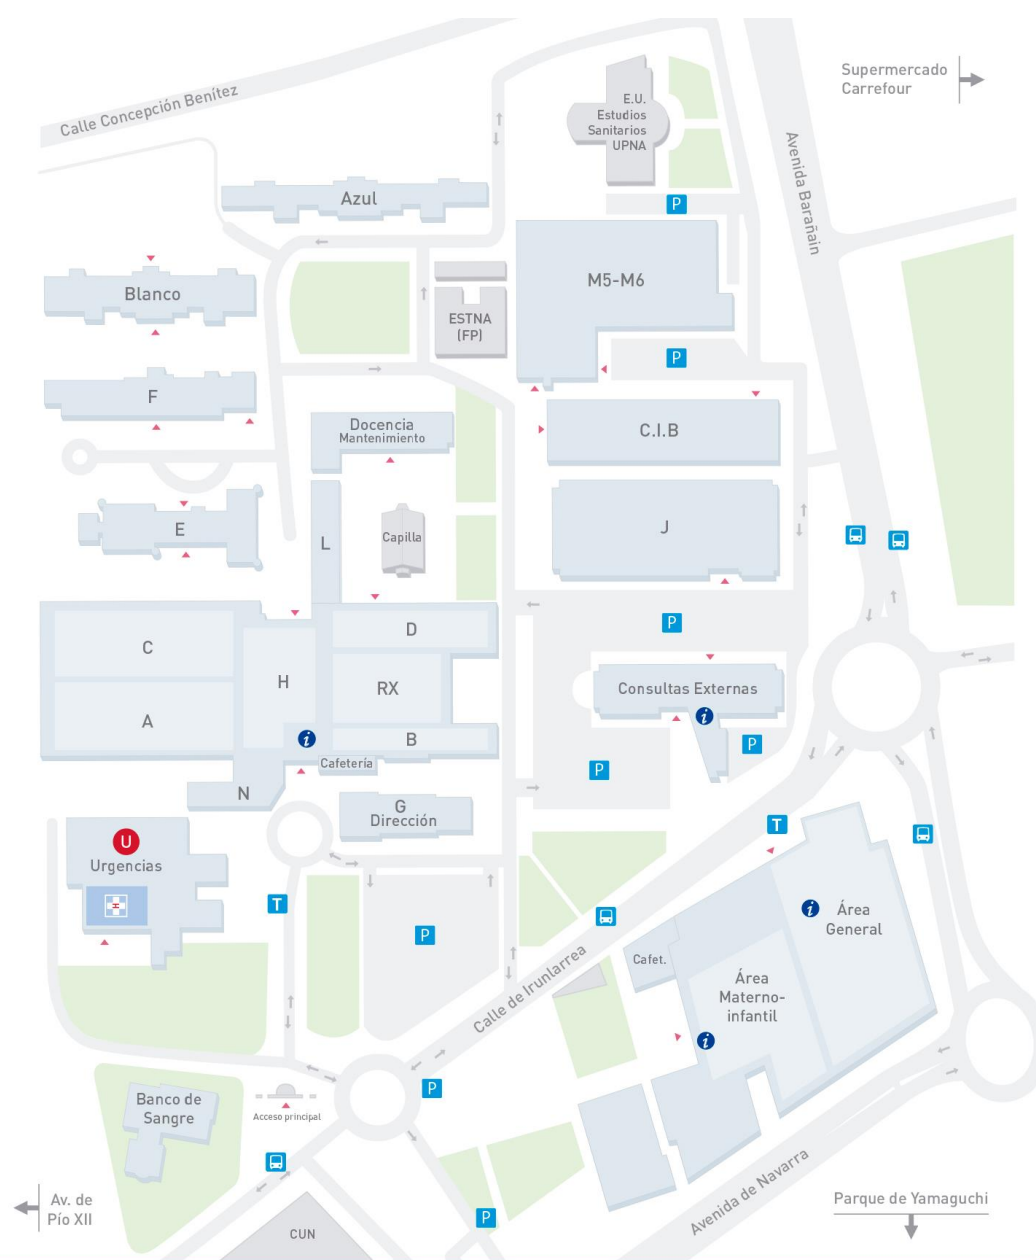 Supermercado
Carrefour
Calle Concepción Benítez
E.U.
Estudios
Sanitarios
UPNA
Avenida Barañain
Azul
P
M5-M6
Blanco
ESTNA
(FP)
P
F
Docencia
Mantenimiento
C.I.B
E
L
Capilla
J
P
D
C
H
RX
Consultas Externas
i
A
B
i
P
Cafetería
P
N
G
Dirección
T
U
Urgencias
H
T
P
i
Área
General
Calle de Irunlarrea
Cafet.
Área
Materno-
infantil
i
P
Banco de
Sangre
Acceso principal
Avenida de Navarra
Av. de
Pío XII
P
Parque de Yamaguchi
CUN